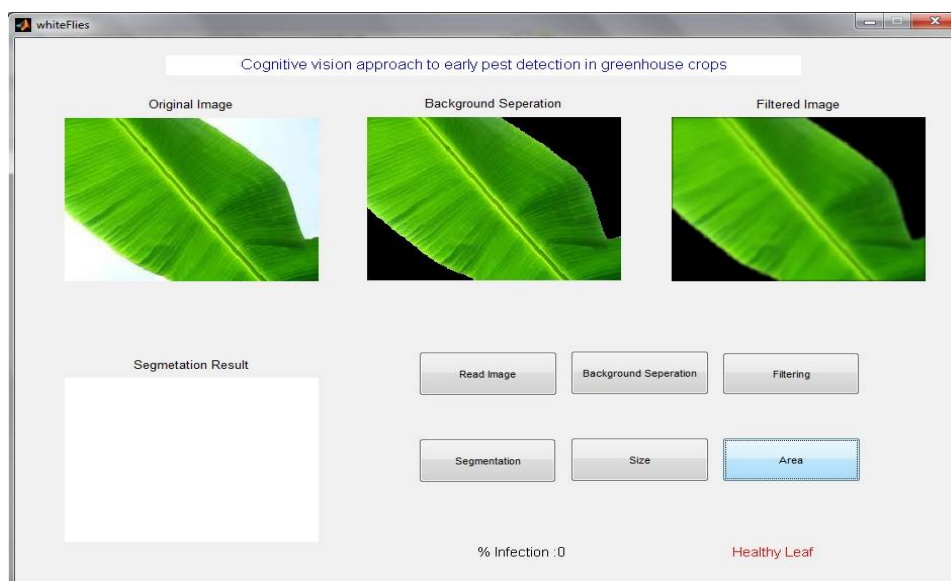 whiteFlies
Cognitive vision approach to early pest detection in greenhouse crops
Original Image
Background Seperation
Filtered Image
Segmetation Result
Read Image
Background Seperation
Filtering
Segmentation
Size
Area
% Infection :0
Healthy Leaf